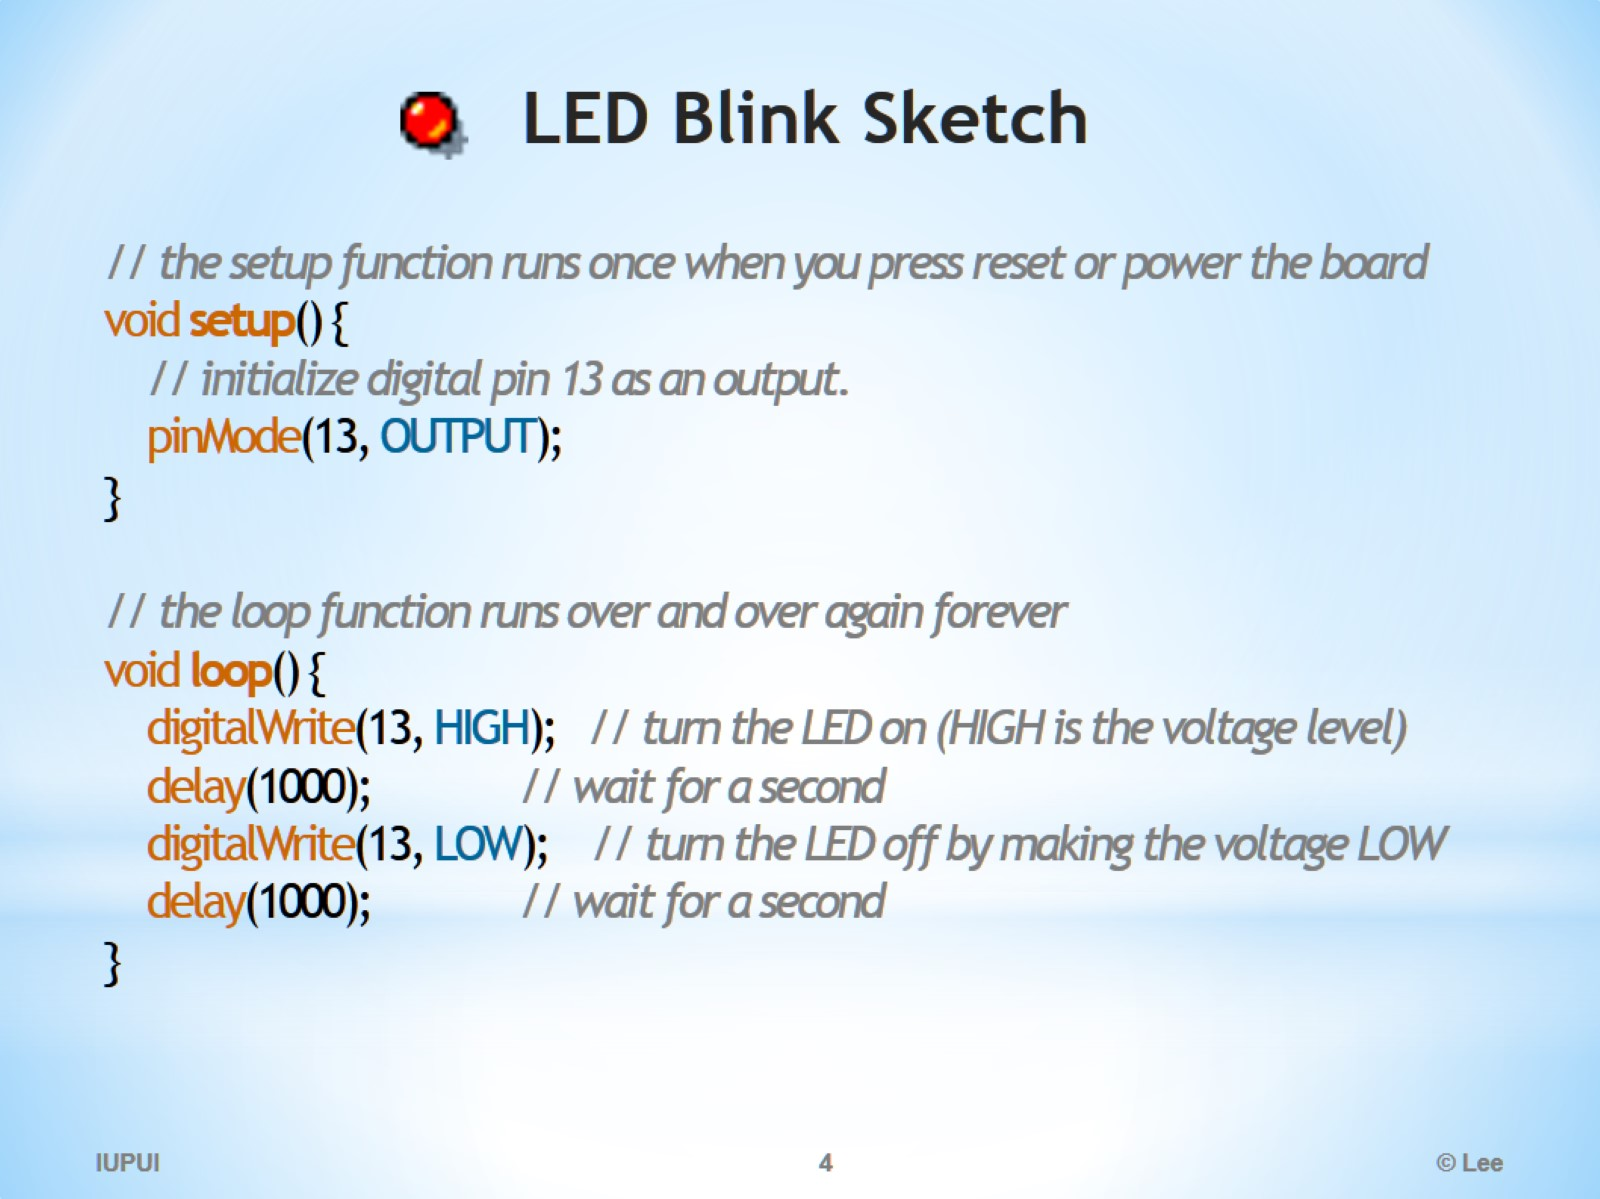 LED Blink Sketch
// the setup function runs once when you press reset or power the board
void setup() {
// initialize digital pin 13 as an output.
pinMode(13, OUTPUT);
}
// the loop function runs over and over again forever
void loop() {
digitalWrite(13, HIGH); // turn the LED on (HIGH is the voltage level)
delay(1000); // wait for a second
digitalWrite(13, LOW); // turn the LED off by making the voltage LOW
delay(1000); // wait for a second
}
IUPUI 4 © Lee